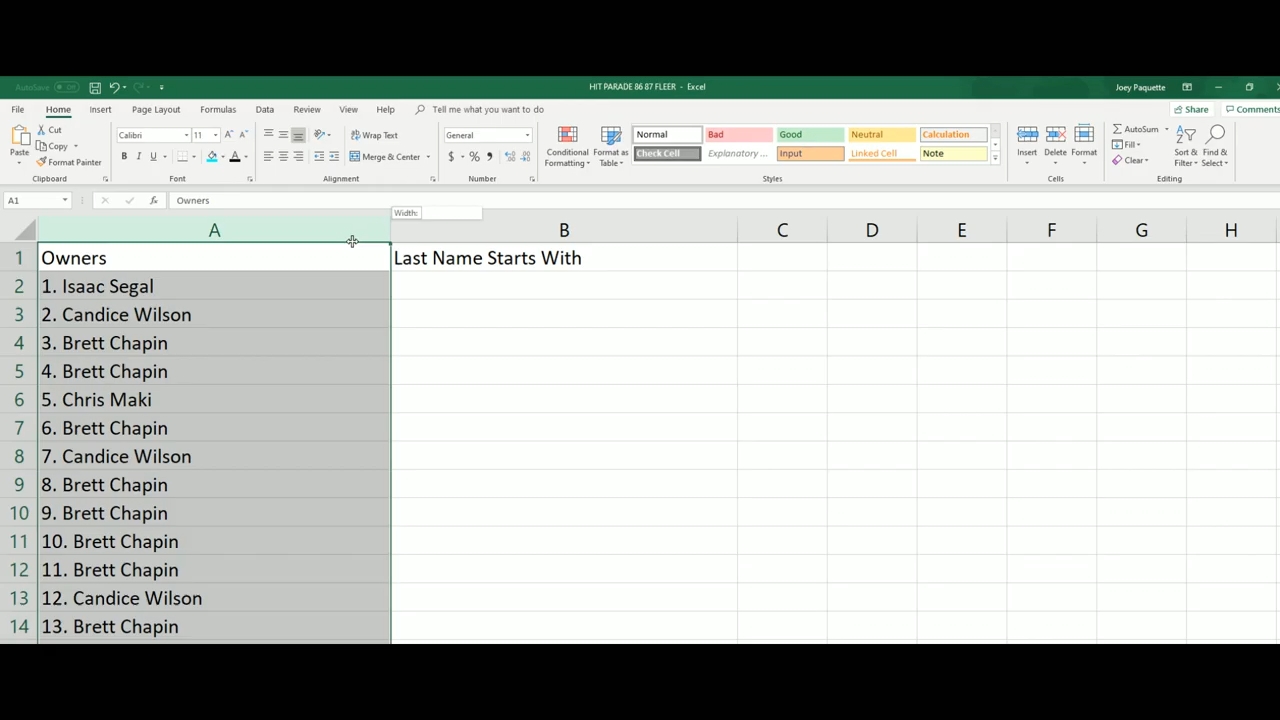 AutoSave Off HIT PARADE 86 87 FLEER - Excel Joey Paquette
File Home Insert Page Layout Formulas Data Review View Help Tell me what you want to do Share Comments
Paste Cut Copy Format Painter Clipboard
Calibri 11 A A B I U A Font
Wrap Text Merge & Center Alignment
General $ % Number
Conditional Formatting Format as Table
Normal Bad Good Neutral Calculation
Check Cell Explanatory ... Input Linked Cell Note
Styles
Insert Delete Format Cells
AutoSum Fill Clear Sort & Filter Find & Select Editing
A1 fx Owners
Width:
A B C D E F G H
1 Owners Last Name Starts With
2 1. Isaac Segal
3 2. Candice Wilson
4 3. Brett Chapin
5 4. Brett Chapin
6 5. Chris Maki
7 6. Brett Chapin
8 7. Candice Wilson
9 8. Brett Chapin
10 9. Brett Chapin
11 10. Brett Chapin
12 11. Brett Chapin
13 12. Candice Wilson
14 13. Brett Chapin